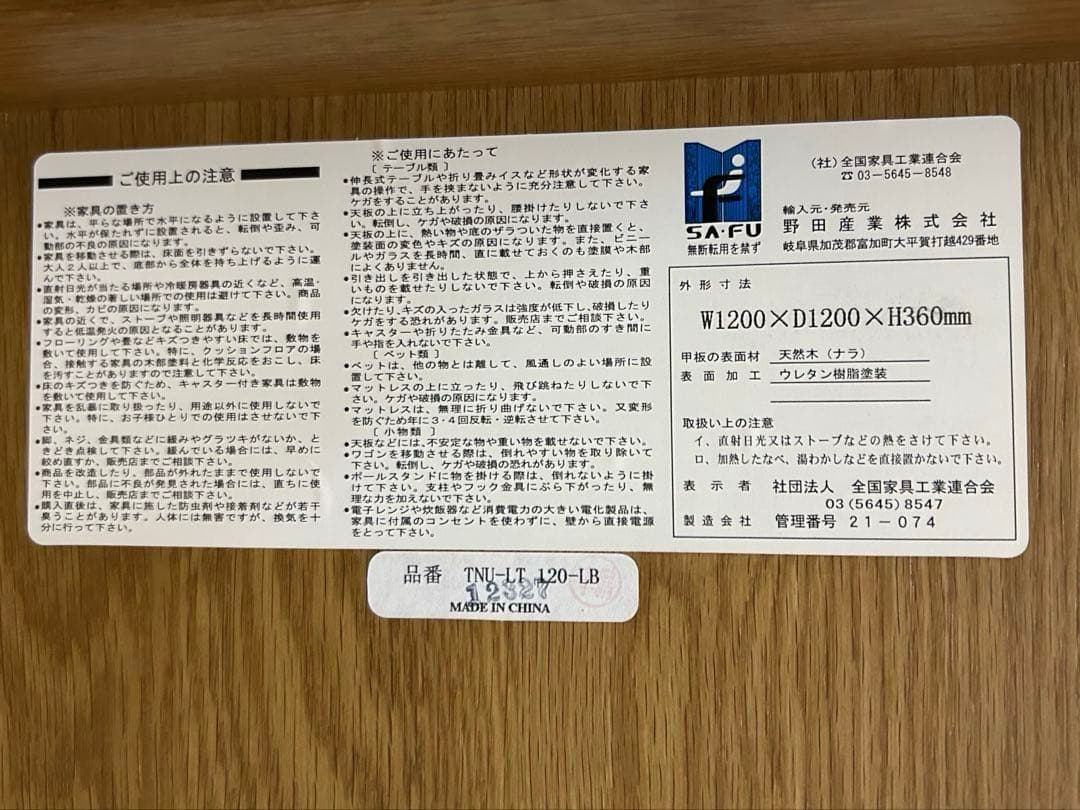 ご使用上の注意
※家具の置き方
●家具は、平らな場所で水平になるように設置して下さ
い。水平が保たれずに設置されると、転倒や歪み、可
動部の不良の原因になります。
●家具を移動させる際は、床面を引きずらないで下さい。
大人2人以上で、底部から全体を持ち上げるように運
んで下さい。
●直射日光が当たる場所や冷暖房器具の近くなど、高温・
湿気・乾燥の著しい場所での使用は避けて下さい。商品
の変形、カビの原因になります。
●家具の近くで、ストーブや照明器具などを長時間使用
すると低温発火の原因となることがあります。
●フローリングや畳などキズつきやすい床では、敷物を
敷いて使用して下さい。特に、クッションフロアの場
合、接触する家具の木部塗料と化学反応をおこし、床
を汚すことがありますので注意して下さい。
●床のキズつきを防ぐため、キャスター付き家具は敷物
を敷いて使用して下さい。
●家具を乱暴に取り扱ったり、用途以外に使用しないで
下さい。特に、お子様ひとりでの使用はさせないで下
さい。
●脚、ネジ、金具類などに緩みやグラツキがないか、と
きどき点検して下さい。緩んでいる場合には、早めに
絞め直すか、販売店までご相談下さい。
●商品を改造したり、部品が外れたままで使用しないで
下さい。部品に不良が発見された場合には、直ちに使
用を中止し、販売店までご相談下さい。
●購入直後は、家具に施した防虫剤や接着剤などが若干
臭うことがあります。人体には無害ですが、換気を十
分に行って下さい。
※ご使用にあたって
〔テーブル類〕
●伸長式テーブルや折り畳みイスなど形状が変化する家
具の操作で、手を挟まないように充分注意して下さい。
ケガをすることがあります。
●天板の上に立ち上がったり、腰掛けたりしないで下さ
い。転倒し、ケガや破損の原因になります。
●天板の上に、熱い物や底のザラついた物を直接置くと、
塗装面の変色やキズの原因になります。また、ビニー
ルやガラスを長時間、直に載せておくのも塗膜や木部
によくありません。
●引き出しを引き出した状態で、上から押さえたり、重
いものを載せたりしないで下さい。転倒や破損の原因
になります。
●欠けたり、キズの入ったガラスは強度が低下し、破損したり
ケガをする恐れがあります。販売店までご相談下さい。
●キャスターや折りたたみ金具など、可動部のすき間に
手や指を入れないで下さい。
〔ベット類〕
●ベットは、他の物とは離して、風通しのよい場所に設
置して下さい。
●マットレスの上に立ったり、飛び跳ねたりしないで下さ
い。ケガや破損の原因になります。
●マットレスは、無理に折り曲げないで下さい。又変形
を防ぐため年に3・4回反転・逆転させて下さい。
〔小物類〕
●天板などには、不安定な物や重い物を載せないで下さい。
●ワゴンを移動させる際は、倒れやすい物を取り除いて
下さい。転倒し、ケガや破損の恐れがあります。
●ポールスタンドに物を掛ける際は、倒れないように掛
けて下さい。支柱やフック金具にぶら下がったり、無
理な力を加えないで下さい。
●電子レンジや炊飯器など消費電力の大きい電化製品は、
家具に付属のコンセントを使わずに、壁から直接電源
をとって下さい。
SA・FU
無断転用を禁ず
(社)全国家具工業連合会
☎03-5645-8548
輸入元・発売元
野田産業株式会社
岐阜県加茂郡富加町大平賀打越429番地
外形寸法
W1200×D1200×H360mm
甲板の表面材 天然木(ナラ)
表面加工 ウレタン樹脂塗装
取扱い上の注意
イ、直射日光又はストーブなどの熱をさけて下さい。
ロ、加熱したなべ、湯わかしなどを直接置かないで下さい。
表示者 社団法人 全国家具工業連合会
03(5645)8547
製造会社 管理番号 21-074
品番 TNU-LT 120-LB
12327
MADE IN CHINA